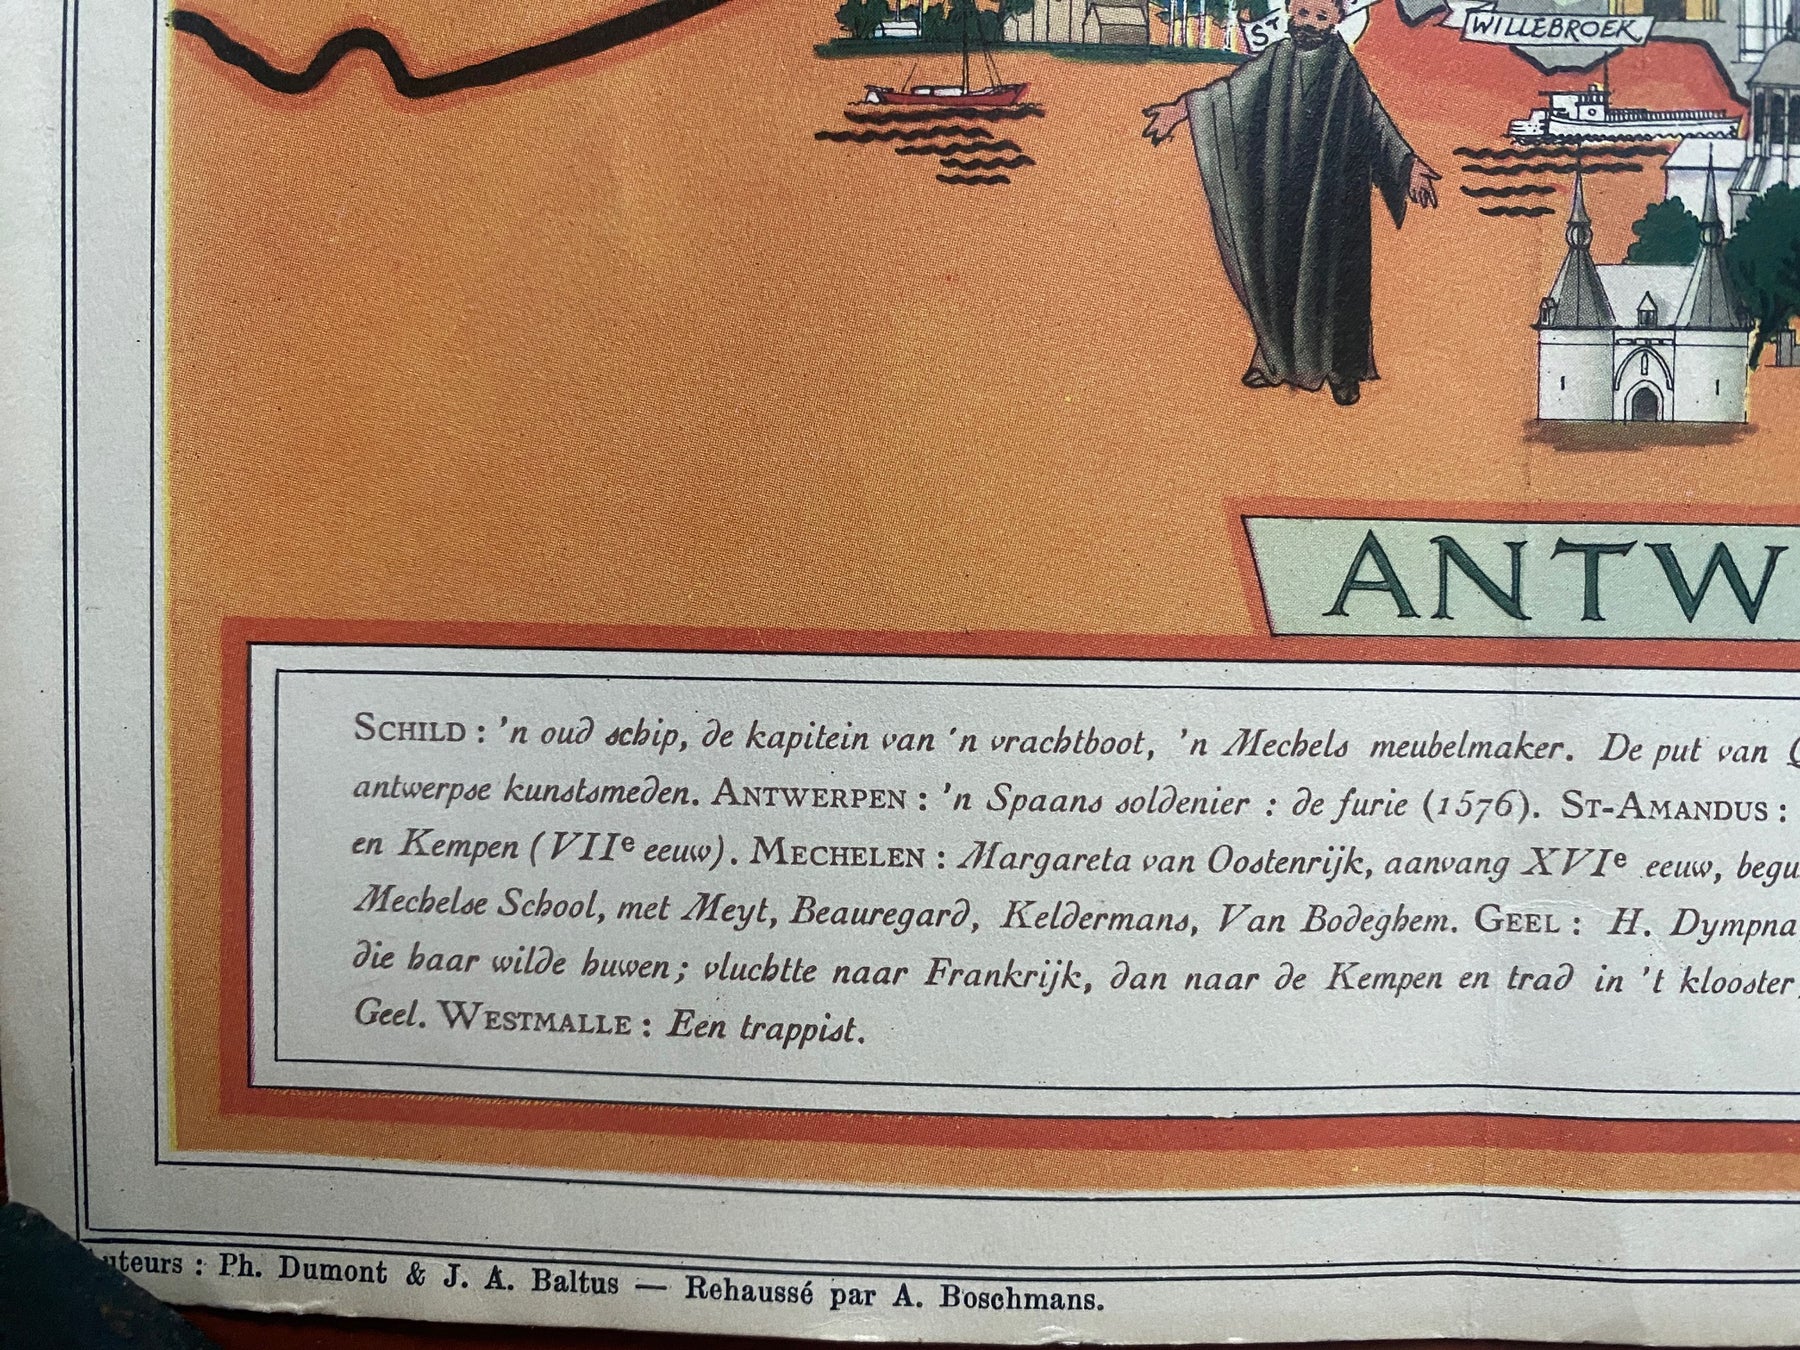 ST
WILLEBROEK
ANTW
SCHILD : 'n oud schip, de kapitein van 'n vrachtboot, 'n Mechels meubelmaker. De put van
antwerpse kunstsmeden. ANTWERPEN : 'n Spaans soldenier : de furie (1576). ST-AMANDUS :
en Kempen (VIIe eeuw). MECHELEN : Margareta van Oostenrijk, aanvang XVIe eeuw, begu
Mechelse School, met Meyt, Beauregard, Keldermans, Van Bodeghem. GEEL : H. Dympna
die haar wilde huwen; vluchtte naar Frankrijk, dan naar de Kempen en trad in 't klooster,
Geel. WESTMALLE : Een trappist.
uteurs : Ph. Dumont & J. A. Baltus — Rehaussé par A. Boschmans.